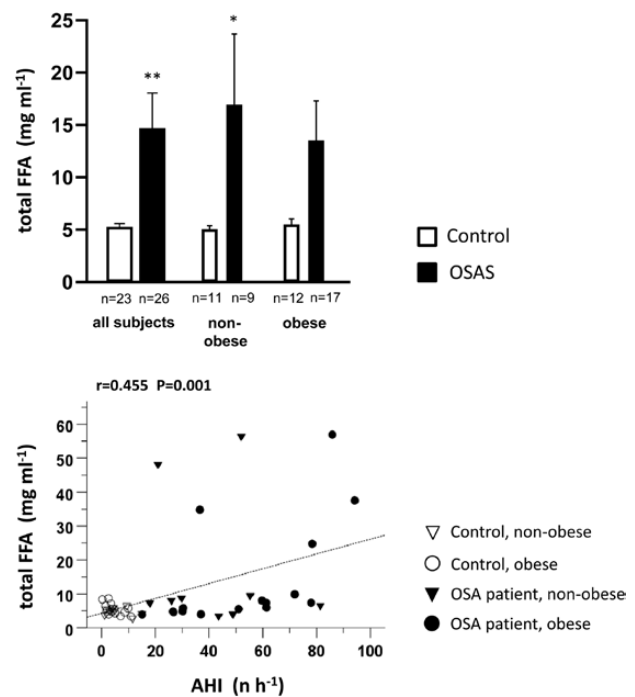 25
20
15
10
5
0
total FFA (mg ml⁻¹)
**
*
n=23 n=26 n=11 n=9 n=12 n=17
all subjects
non-
obese
obese
Control
OSAS
r=0.455 P=0.001
60
50
40
30
20
10
0
total FFA (mg ml⁻¹)
0 20 40 60 80 100
AHI (n h⁻¹)
Control, non-obese
Control, obese
OSA patient, non-obese
OSA patient, obese